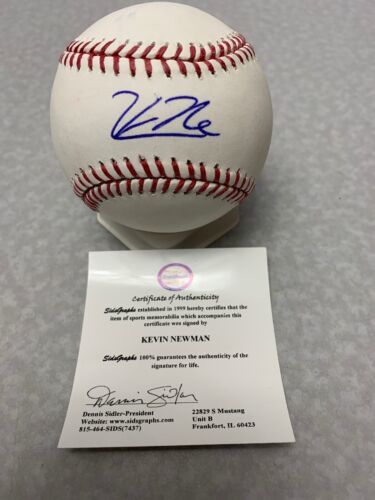 Certificate of Authenticity
SidsGraphs established in 1999 hereby certifies that the
item of sports memorabilia which accompanies this
certificate was signed by
KEVIN NEWMAN
SidsGraphs 100% guarantees the authenticity of the
signature for life.
Dennis Sidler
Dennis Sidler-President
Website: www.sidsgraphs.com
815-464-SIDS(7437)
22829 S Mustang
Unit B
Frankfort, IL 60423